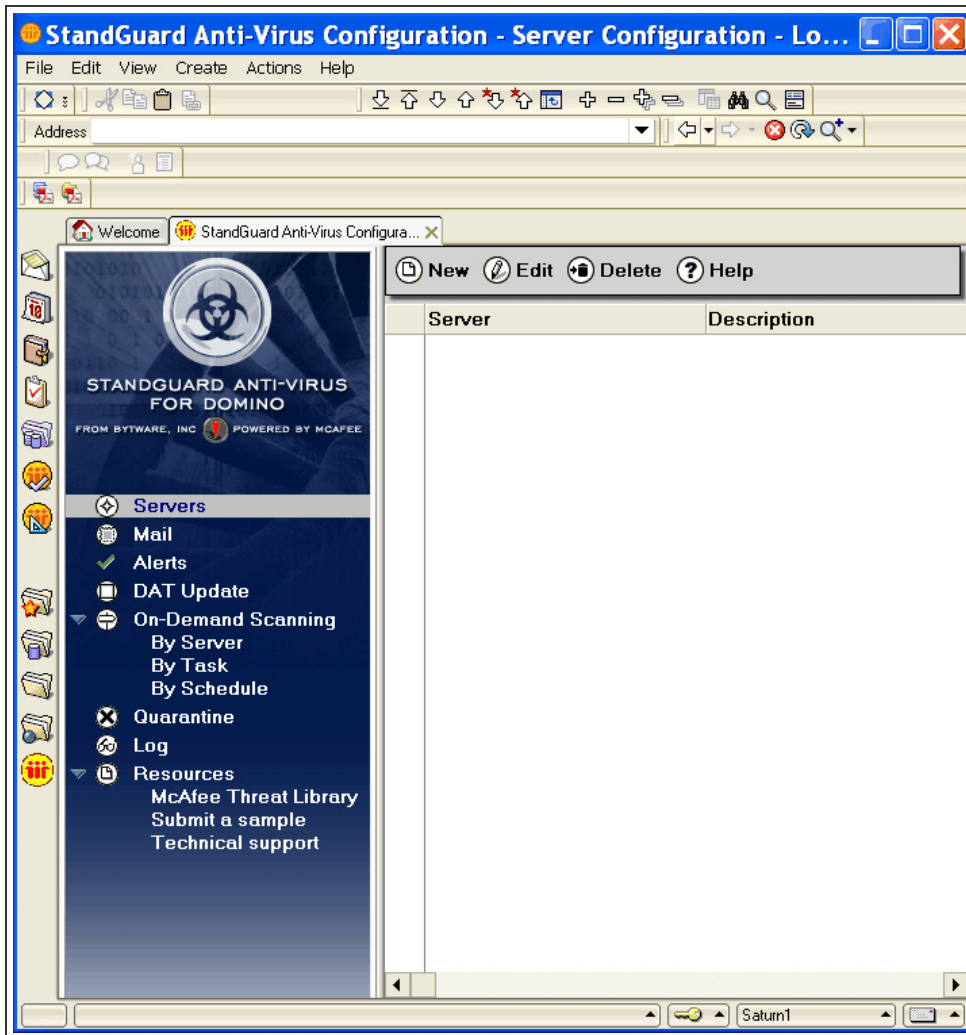 StandGuard Anti-Virus Configuration - Server Configuration - Lo...
File Edit View Create Actions Help
Address
Welcome StandGuard Anti-Virus Configura...
New Edit Delete Help
Server Description
STANDGUARD ANTI-VIRUS
FOR DOMINO
FROM BYTWARE, INC POWERED BY MCAFEE
Servers
Mail
Alerts
DAT Update
On-Demand Scanning
By Server
By Task
By Schedule
Quarantine
Log
Resources
McAfee Threat Library
Submit a sample
Technical support
Saturn1